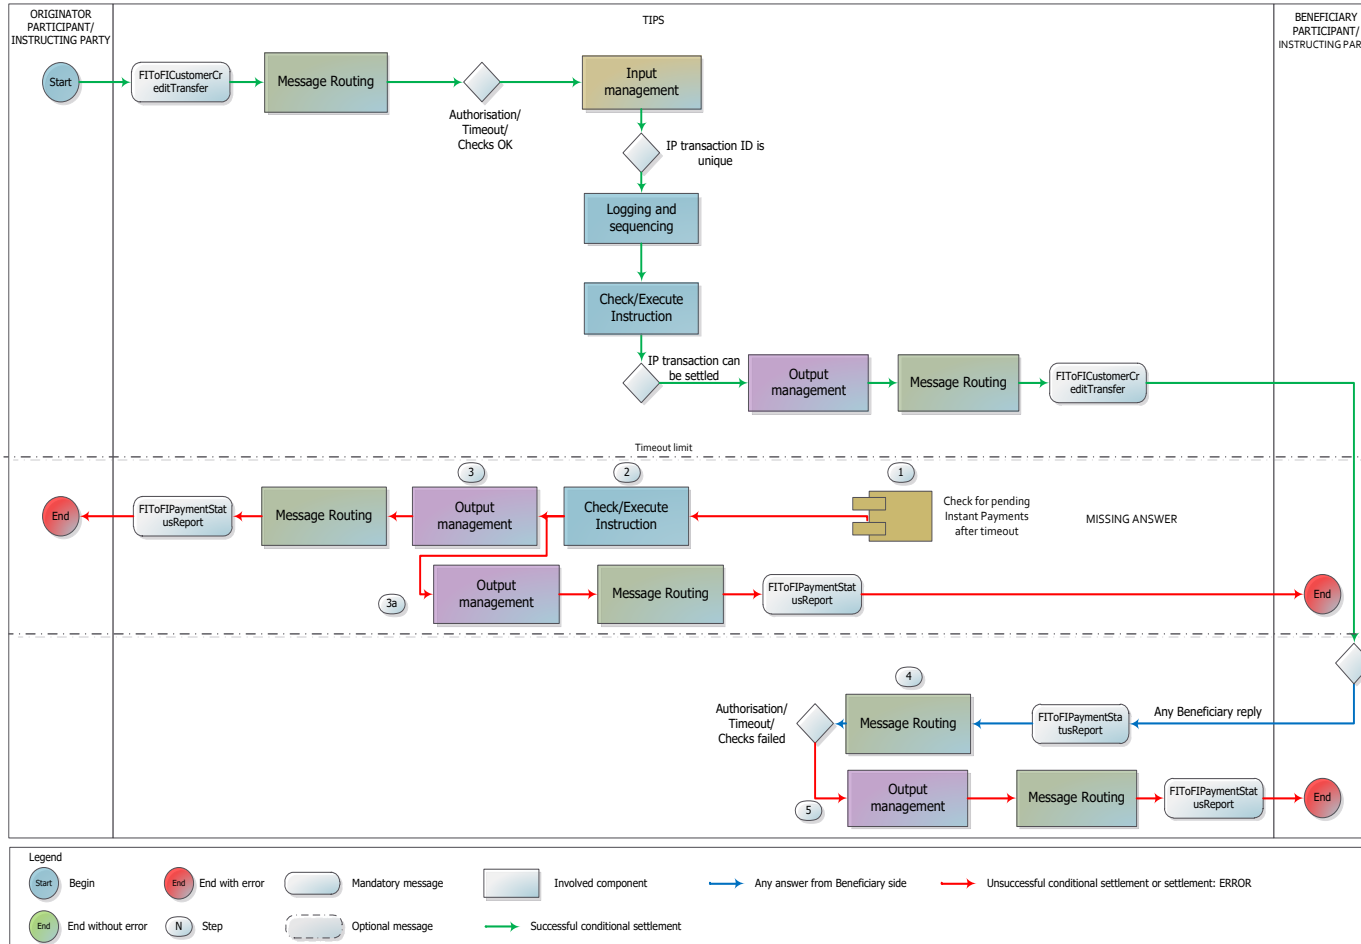 ORIGINATOR
PARTICIPANT/
INSTRUCTING PARTY
TIPS
BENEFICIARY
PARTICIPANT/
INSTRUCTING PAR
Start
FIToFICustomerCr
editTransfer
Message Routing
Authorisation/
Timeout/
Checks OK
Input
management
IP transaction ID is
unique
Logging and
sequencing
Check/Execute
Instruction
IP transaction can
be settled
Output
management
Message Routing
FIToFICustomerCr
editTransfer
Timeout limit
3
2
1
End
FIToFIPaymentStat
usReport
Message Routing
Output
management
Check/Execute
Instruction
Check for pending
Instant Payments
after timeout
MISSING ANSWER
3a
Output
management
Message Routing
FIToFIPaymentStat
usReport
End
4
Authorisation/
Timeout/
Checks failed
Message Routing
FIToFIPaymentSta
tusReport
Any Beneficiary reply
5
Output
management
Message Routing
FIToFIPaymentStat
usReport
End
Legend
Start
Begin
End
End with error
Mandatory message
Involved component
Any answer from Beneficiary side
Unsuccessful conditional settlement or settlement: ERROR
End
End without error
N
Step
Optional message
Successful conditional settlement